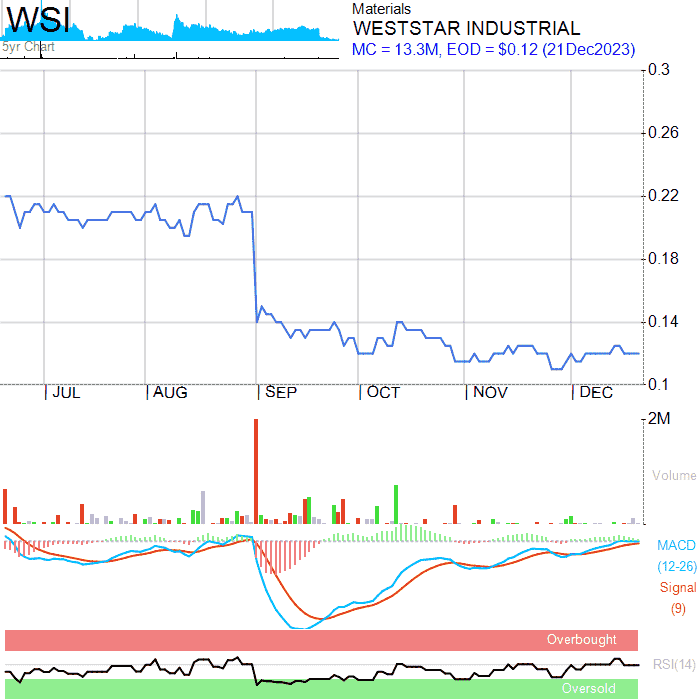 WSI
5yr Chart
Materials
WESTSTAR INDUSTRIAL
MC = 13.3M, EOD = $0.12 (21Dec2023)
0.3
0.26
0.22
0.18
0.14
0.1
JUL AUG SEP OCT NOV DEC
2M
Volume
MACD
(12-26)
Signal
(9)
Overbought
RSI(14)
Oversold